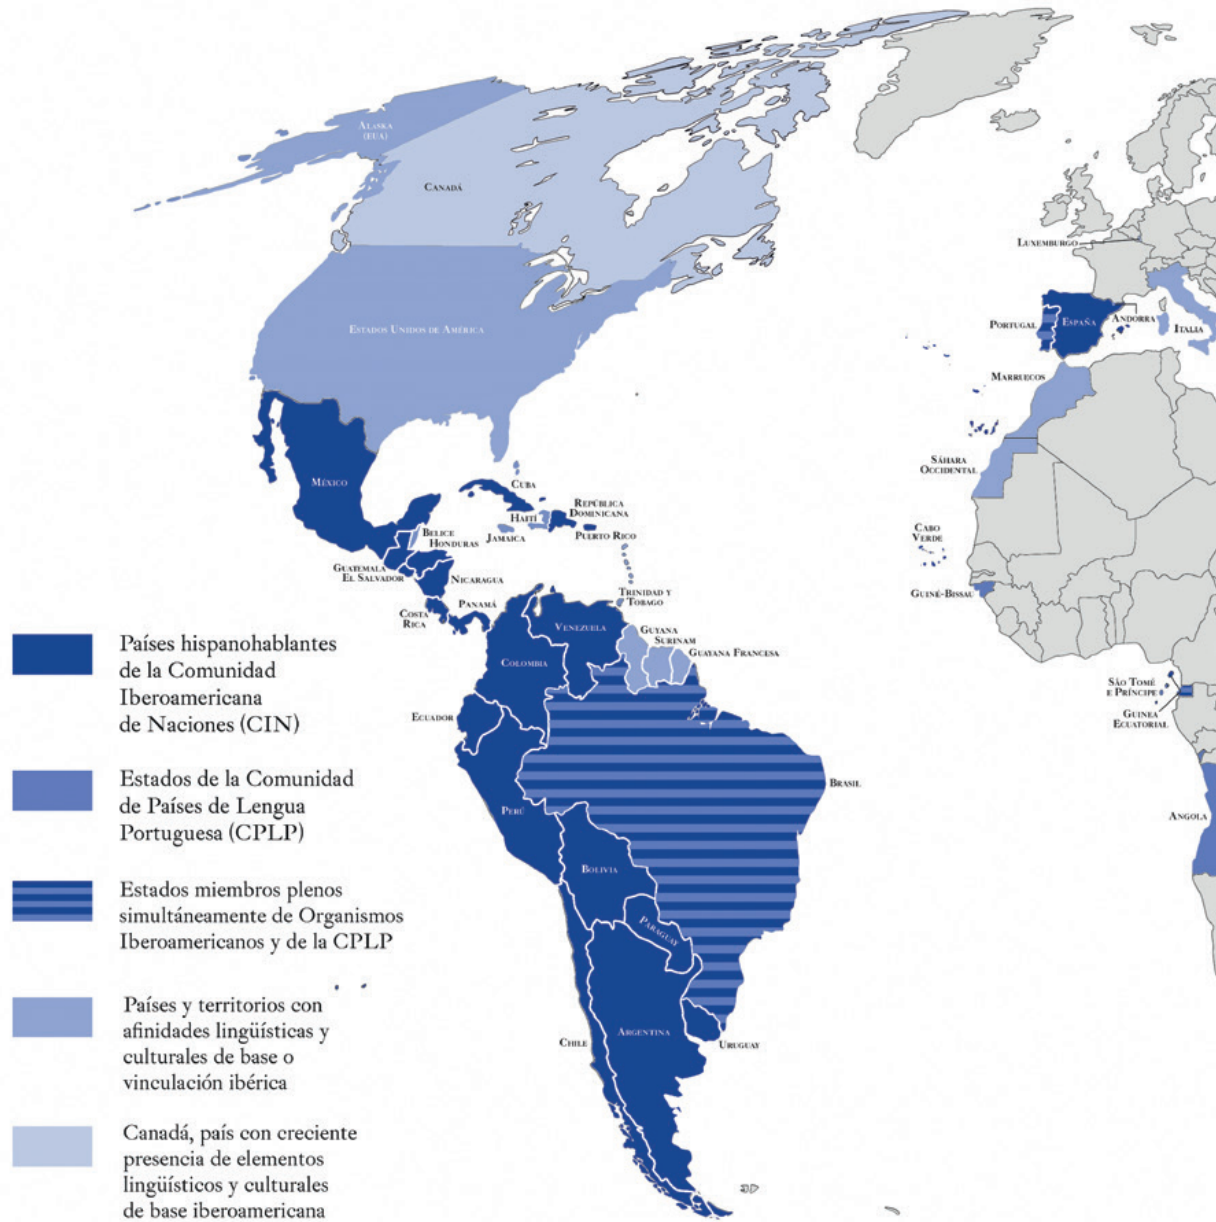 ALASKA
(EUA)
CANADÁ
ESTADOS UNIDOS DE AMÉRICA
MÉXICO
CUBA
HAITÍ
REPÚBLICA
DOMINICANA
PUERTO RICO
JAMAICA
BELICE
HONDURAS
GUATEMALA
EL SALVADOR
NICARAGUA
COSTA
RICA
PANAMÁ
TRINIDAD Y
TOBAGO
VENEZUELA
GUYANA
SURINAM
GUAYANA FRANCESA
COLOMBIA
ECUADOR
PERÚ
BRASIL
BOLIVIA
PARAGUAY
CHILE
ARGENTINA
URUGUAY
LUXEMBURGO
PORTUGAL
ESPAÑA
ANDORRA
ITALIA
MARRUECOS
SÁHARA
OCCIDENTAL
CABO
VERDE
GUINÉ-BISSAU
SÃO TOMÉ
E PRÍNCIPE
GUINEA
ECUATORIAL
ANGOLA
Países hispanohablantes
de la Comunidad
Iberoamericana
de Naciones (CIN)
Estados de la Comunidad
de Países de Lengua
Portuguesa (CPLP)
Estados miembros plenos
simultáneamente de Organismos
Iberoamericanos y de la CPLP
Países y territorios con
afinidades lingüísticas y
culturales de base o
vinculación ibérica
Canadá, país con creciente
presencia de elementos
lingüísticos y culturales
de base iberoamericana